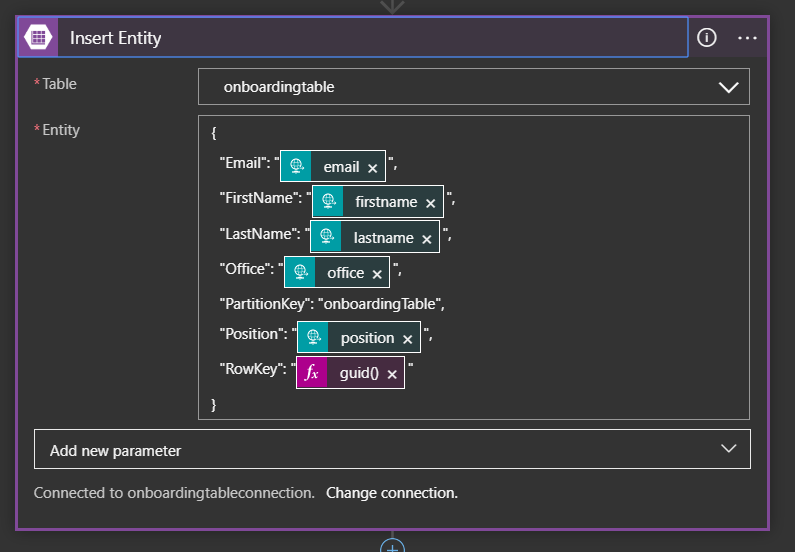 Insert Entity
* Table
onboardingtable
* Entity
{
"Email": " email × ",
"FirstName": " firstname × ",
"LastName": " lastname × ",
"Office": " office × ",
"PartitionKey": "onboardingTable",
"Position": " position × ",
"RowKey": " fx guid() × "
}
Add new parameter
Connected to onboardingtableconnection. Change connection.